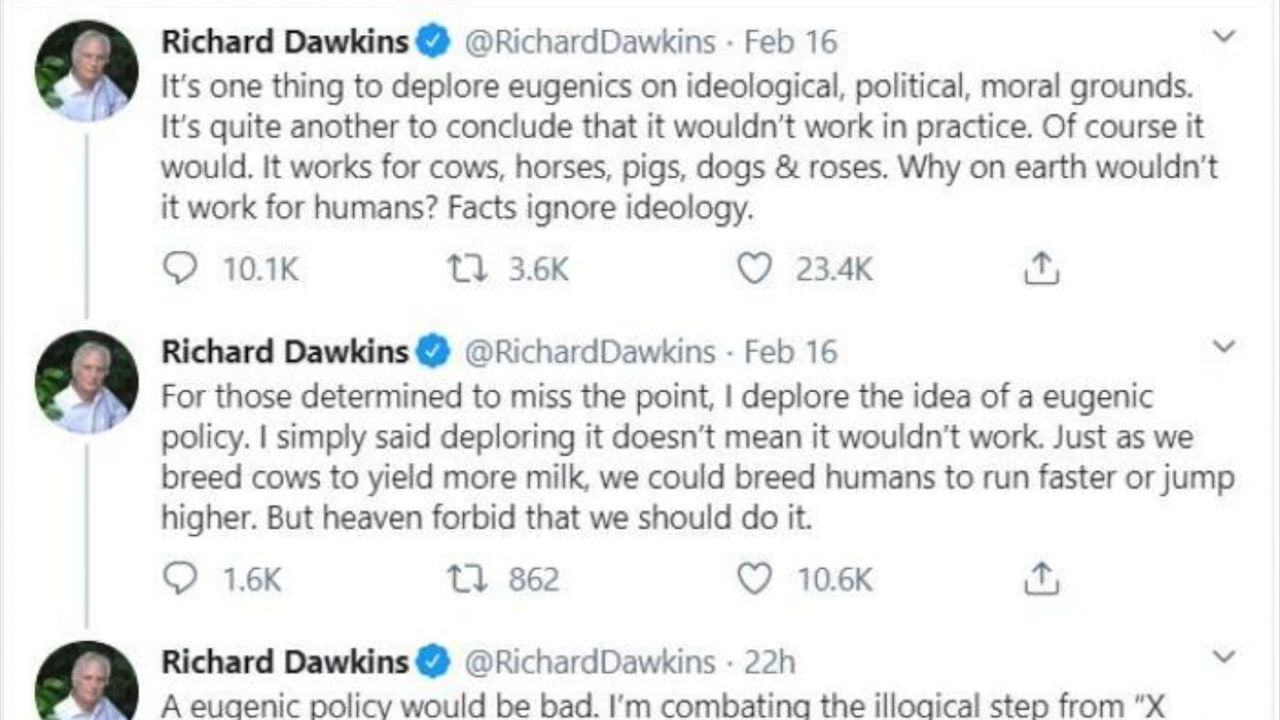 Richard Dawkins @RichardDawkins · Feb 16
It’s one thing to deplore eugenics on ideological, political, moral grounds.
It’s quite another to conclude that it wouldn’t work in practice. Of course it
would. It works for cows, horses, pigs, dogs & roses. Why on earth wouldn’t
it work for humans? Facts ignore ideology.
10.1K 3.6K 23.4K
Richard Dawkins @RichardDawkins · Feb 16
For those determined to miss the point, I deplore the idea of a eugenic
policy. I simply said deploring it doesn’t mean it wouldn’t work. Just as we
breed cows to yield more milk, we could breed humans to run faster or jump
higher. But heaven forbid that we should do it.
1.6K 862 10.6K
Richard Dawkins @RichardDawkins · 22h
A eugenic policy would be bad. I’m combating the illogical step from “X